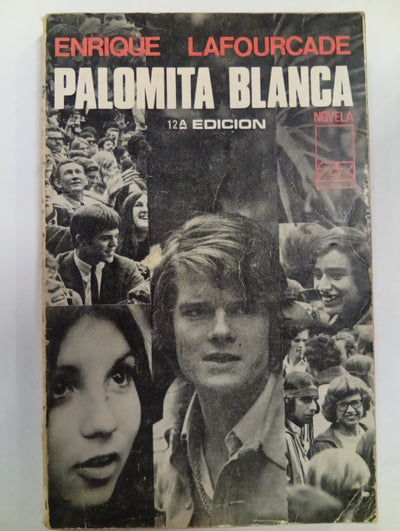 ENRIQUE LAFOURCADE
PALOMITA BLANCA
12A EDICION
NOVELA